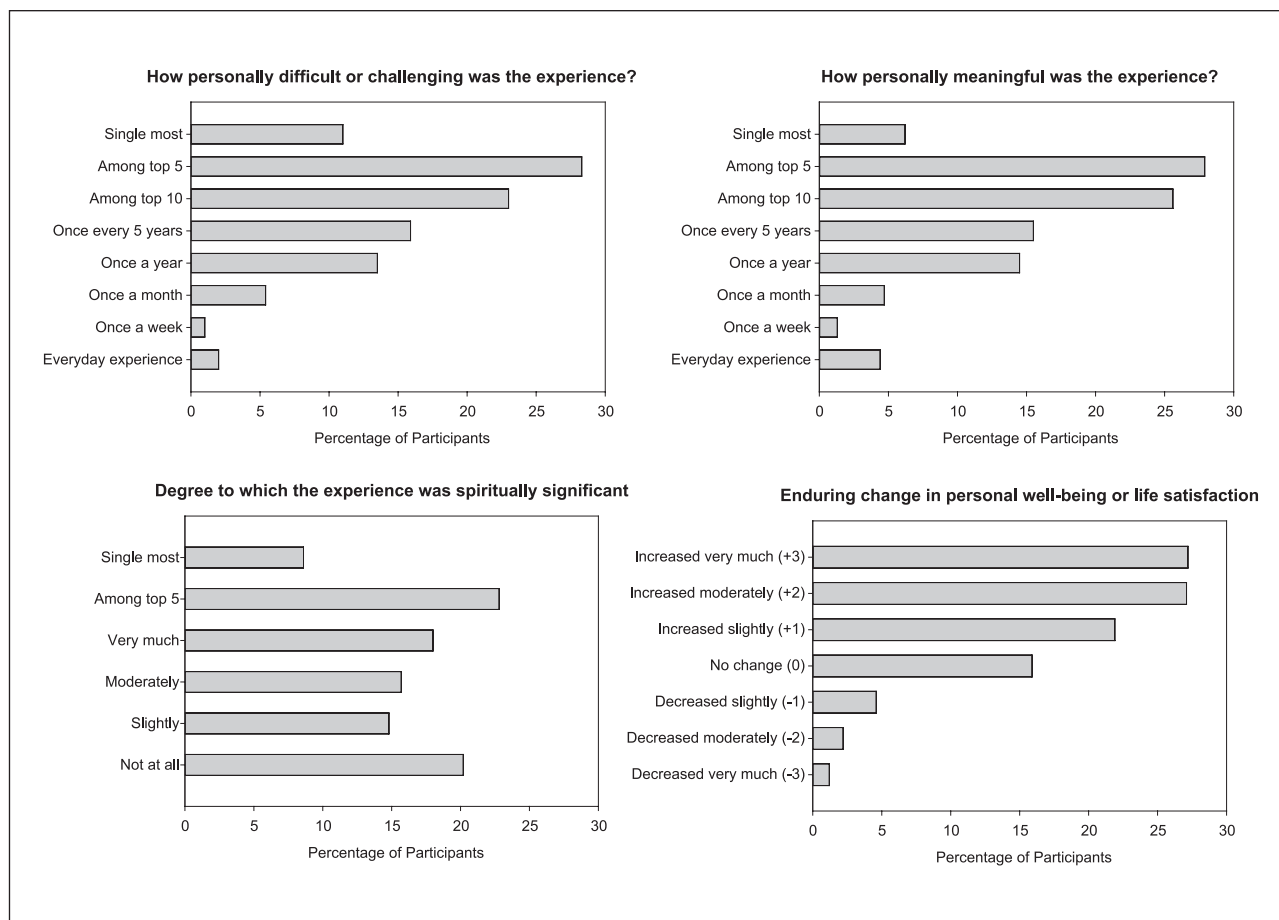 How personally difficult or challenging was the experience?
Single most
Among top 5
Among top 10
Once every 5 years
Once a year
Once a month
Once a week
Everyday experience
0 5 10 15 20 25 30
Percentage of Participants
How personally meaningful was the experience?
Single most
Among top 5
Among top 10
Once every 5 years
Once a year
Once a month
Once a week
Everyday experience
0 5 10 15 20 25 30
Percentage of Participants
Degree to which the experience was spiritually significant
Single most
Among top 5
Very much
Moderately
Slightly
Not at all
0 5 10 15 20 25 30
Percentage of Participants
Enduring change in personal well-being or life satisfaction
Increased very much (+3)
Increased moderately (+2)
Increased slightly (+1)
No change (0)
Decreased slightly (-1)
Decreased moderately (-2)
Decreased very much (-3)
0 5 10 15 20 25 30
Percentage of Participants